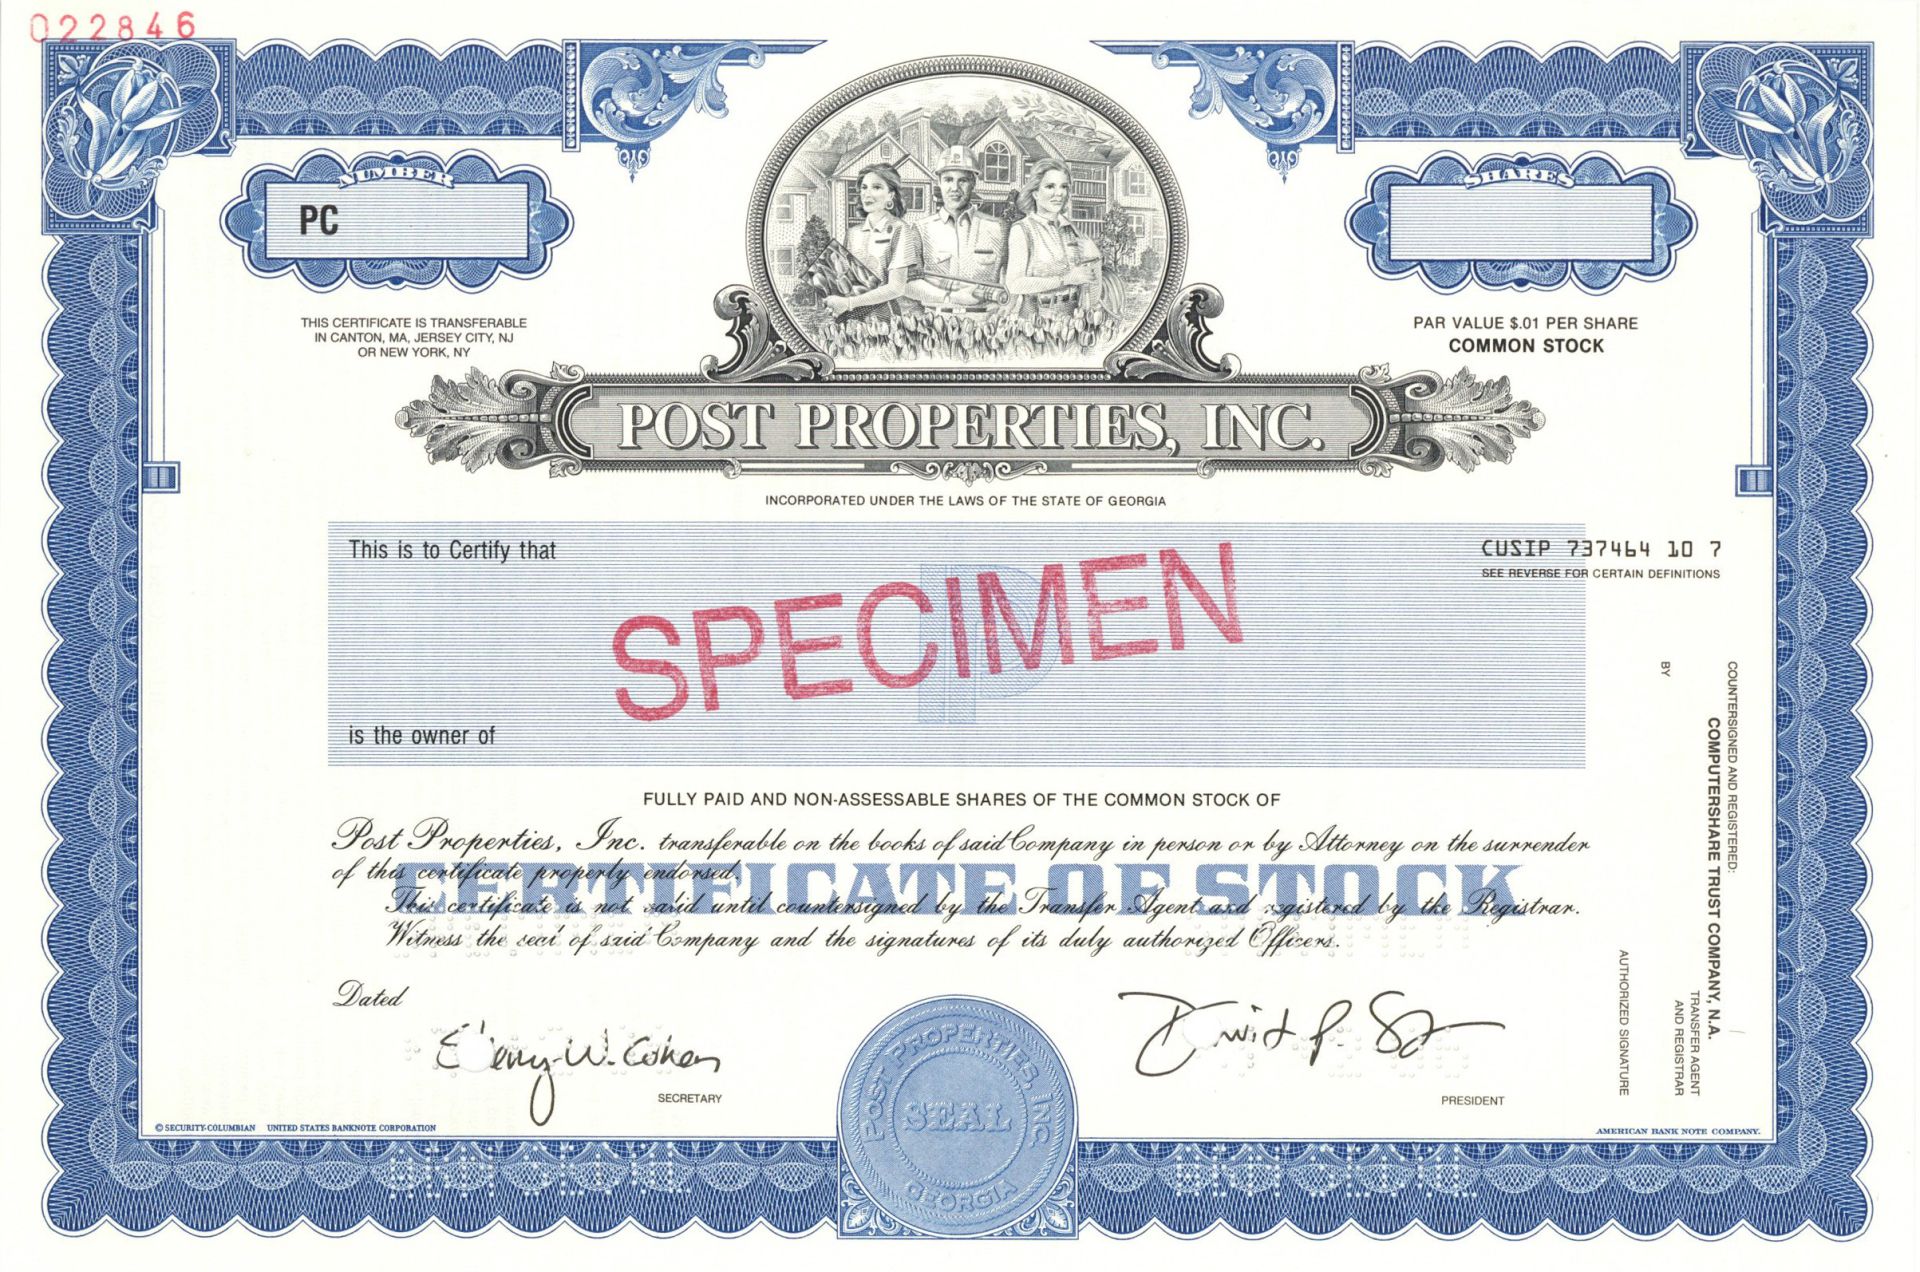 022846
NUMBER
PC
SHARES
THIS CERTIFICATE IS TRANSFERABLE
IN CANTON, MA, JERSEY CITY, NJ
OR NEW YORK, NY
PAR VALUE $.01 PER SHARE
COMMON STOCK
POST PROPERTIES, INC.
INCORPORATED UNDER THE LAWS OF THE STATE OF GEORGIA
This is to Certify that
CUSIP 737464 10 7
SEE REVERSE FOR CERTAIN DEFINITIONS
SPECIMEN
is the owner of
FULLY PAID AND NON-ASSESSABLE SHARES OF THE COMMON STOCK OF
Post Properties, Inc. transferable on the books of said Company in person or by Attorney on the surrender
of this certificate properly endorsed.
CERTIFICATE OF STOCK
This certificate is not valid until countersigned by the Transfer Agent and registered by the Registrar.
Witness the seal of said Company and the signatures of its duly authorized Officers.
Dated
Sherry W. Cohen
SECRETARY
David P. 
PRESIDENT
POST PROPERTIES, INC.
SEAL
GEORGIA
COUNTERSIGNED AND REGISTERED:
COMPUTERSHARE TRUST COMPANY, N.A.
TRANSFER AGENT
AND REGISTRAR
BY
AUTHORIZED SIGNATURE
© SECURITY-COLUMBIAN UNITED STATES BANKNOTE CORPORATION
AMERICAN BANK NOTE COMPANY.